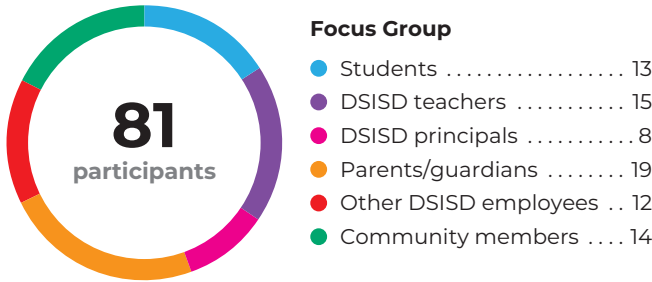 81
participants
Focus Group
Students .................. 13
DSISD teachers ........... 15
DSISD principals ........... 8
Parents/guardians ........ 19
Other DSISD employees .. 12
Community members .... 14